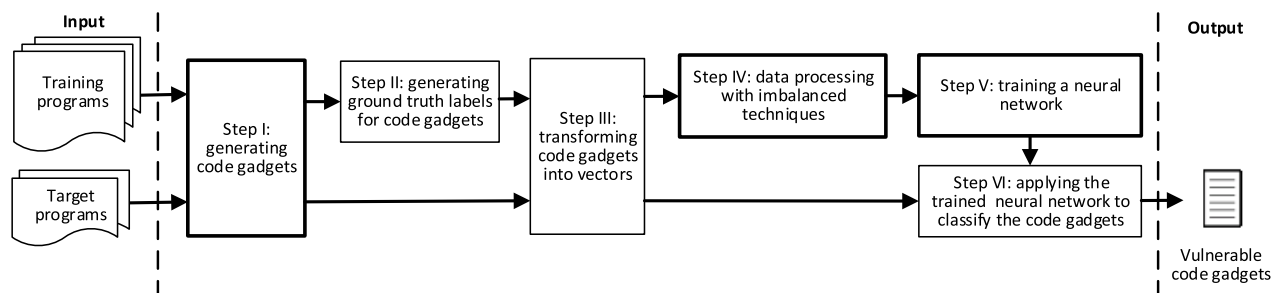 Input
Training
programs
Target
programs
Step I:
generating
code gadgets
Step II: generating
ground truth labels
for code gadgets
Step III:
transforming
code gadgets
into vectors
Step IV: data processing
with imbalanced
techniques
Step V: training a neural
network
Step VI: applying the
trained neural network to
classify the code gadgets
Output
Vulnerable
code gadgets